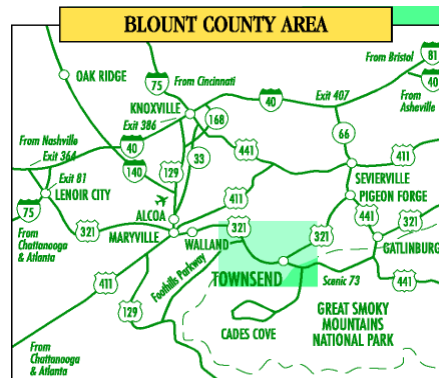 BLOUNT COUNTY AREA
From Bristol
81
OAK RIDGE
75
From Cincinnati
40
Exit 407
40
From
Asheville
KNOXVILLE
Exit 386
168
66
From Nashville
Exit 364
40
33
441
411
Exit 81
140
129
SEVIERVILLE
LENOIR CITY
PIGEON FORGE
75
411
ALCOA
441
321
321
MARYVILLE
321
321
WALLAND
GATLINBURG
From
Chattanooga
& Atlanta
TOWNSEND
411
Foothills Parkway
Scenic 73
441
129
CADES COVE
GREAT SMOKY
MOUNTAINS
NATIONAL PARK
From
Chattanooga
& Atlanta